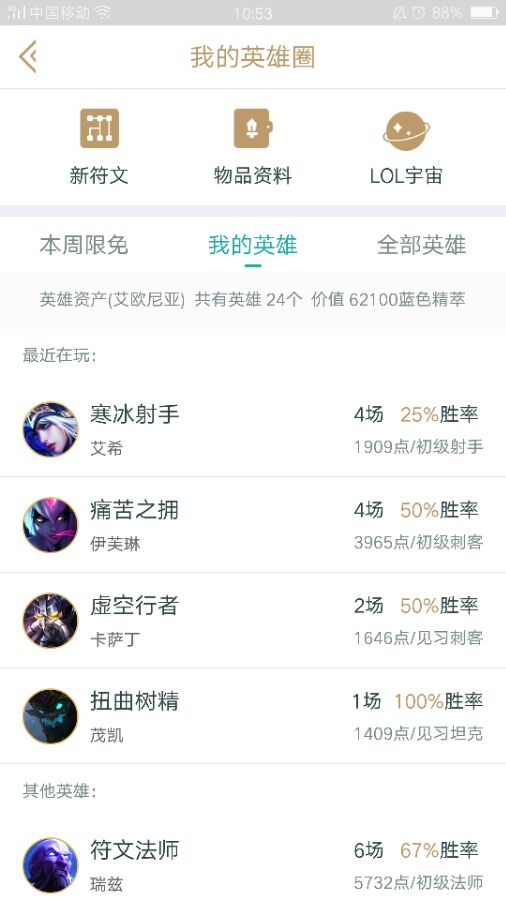 中国移动 10:53 88%
我的英雄圈
新符文 物品资料 LOL宇宙
本周限免 我的英雄 全部英雄
英雄资产(艾欧尼亚) 共有英雄 24个 价值 62100蓝色精萃
最近在玩:
寒冰射手 4场 25%胜率
艾希 1909点/初级射手
痛苦之拥 4场 50%胜率
伊芙琳 3965点/初级刺客
虚空行者 2场 50%胜率
卡萨丁 1646点/见习刺客
扭曲树精 1场 100%胜率
茂凯 1409点/见习坦克
其他英雄:
符文法师 6场 67%胜率
瑞兹 5732点/初级法师